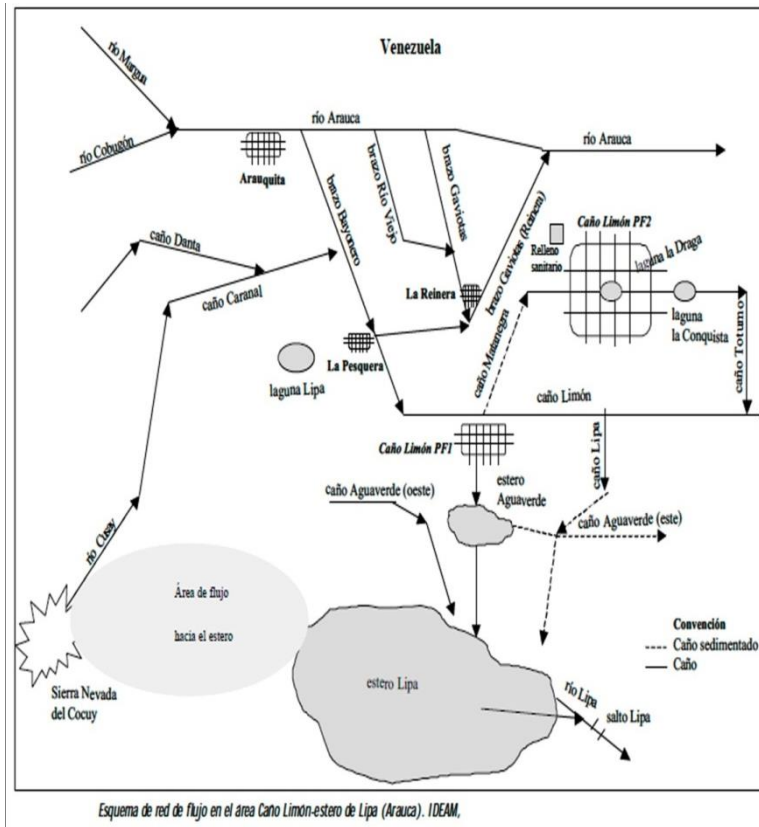 Venezuela
río Margua
río Cobugón
río Arauca
río Arauca
Arauquita
brazo Bayonero
brazo Río Viejo
brazo Gaviotas
brazo Gaviotas (Reinera)
caño Danta
caño Caranal
La Reinera
Caño Limón PF2
Relleno
sanitario
laguna la Draga
laguna
la Conquista
caño Matanegra
caño Totumo
La Pesquera
laguna Lipa
caño Limón
Caño Limón PF1
caño Lipa
estero
Aguaverde
caño Aguaverde (oeste)
caño Aguaverde (este)
río Cusay
Área de flujo
hacia el estero
Sierra Nevada
del Cocuy
estero Lipa
río Lipa
salto Lipa
Convención
Caño sedimentado
Caño
Esquema de red de flujo en el área Caño Limón-estero de Lipa (Arauca). IDEAM,